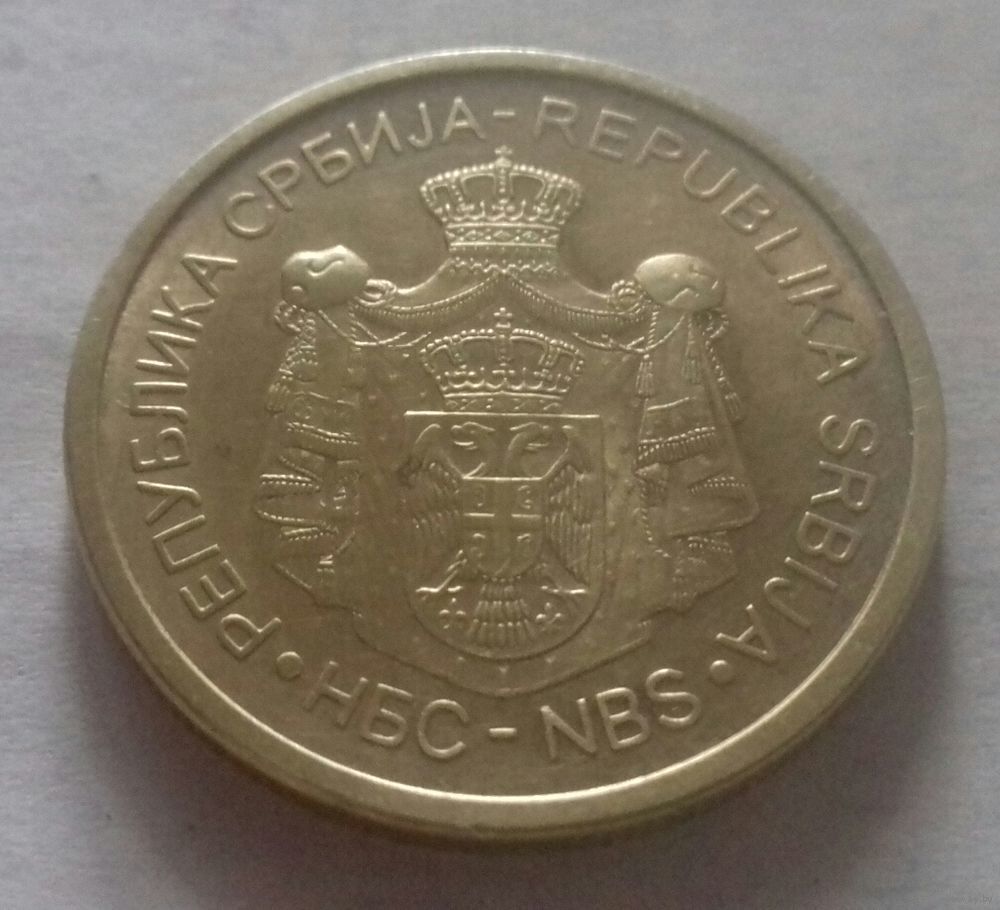 РЕПУБЛИКА СРБИЈА - REPUBLIKA SRBIJA
• НБС - NBS •